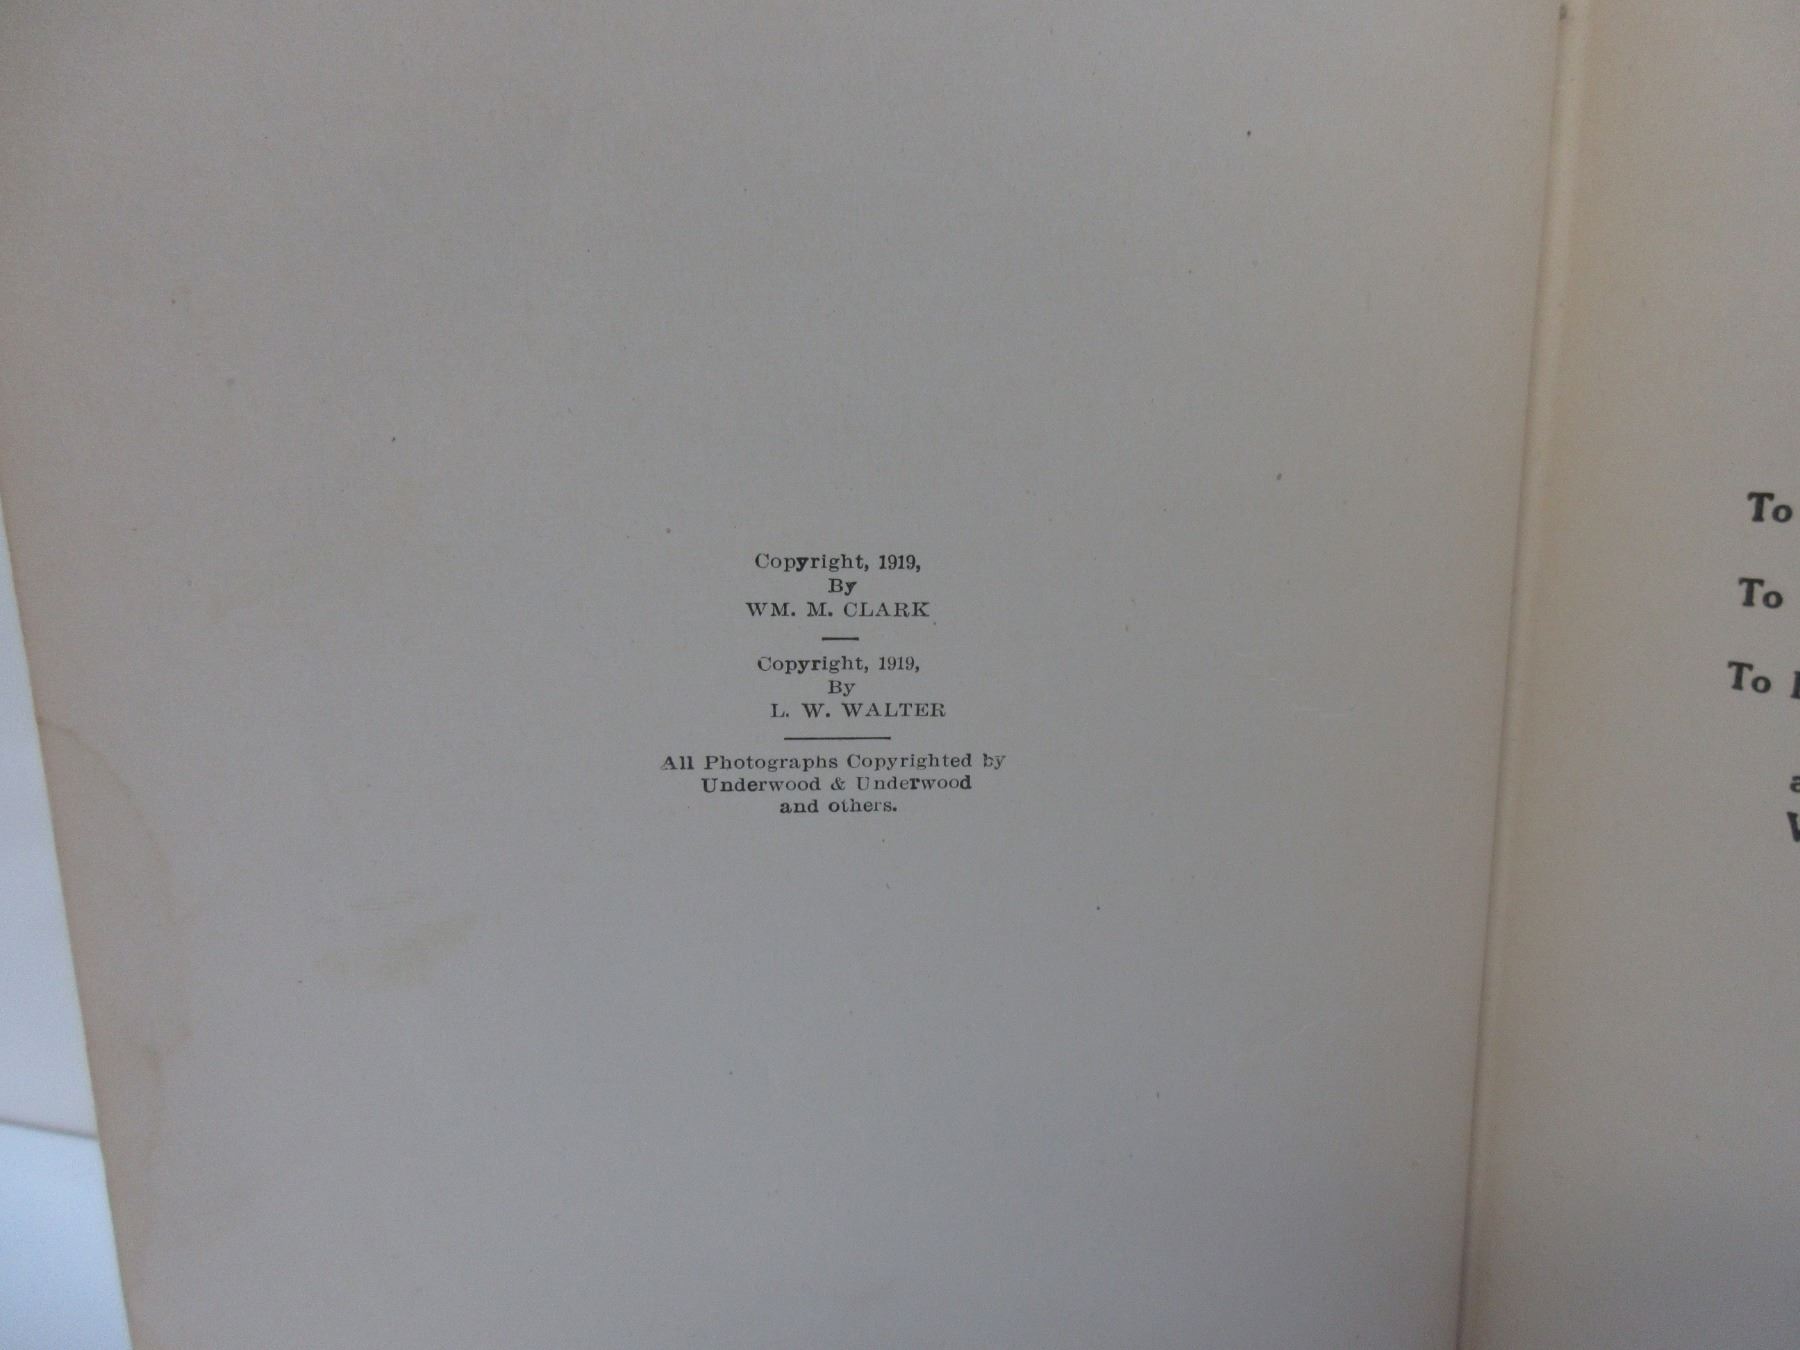 Copyright, 1919,
By
WM. M. CLARK
Copyright, 1919,
By
L. W. WALTER
All Photographs Copyrighted by
Underwood & Underwood
and others.
To
To
To